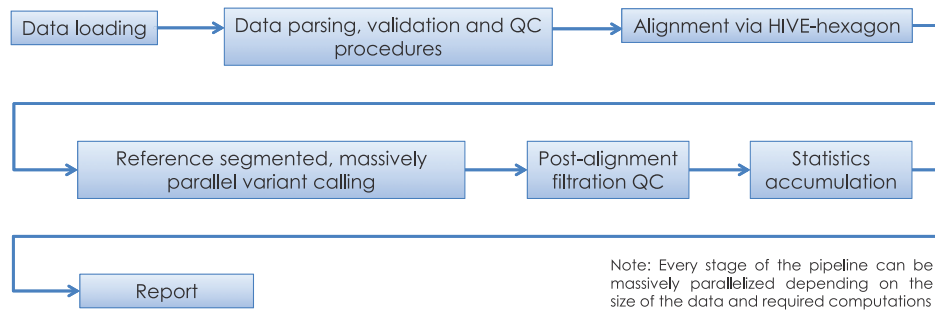 Data loading
Data parsing, validation and QC
procedures
Alignment via HIVE-hexagon
Reference segmented, massively
parallel variant calling
Post-alignment
filtration QC
Statistics
accumulation
Report
Note: Every stage of the pipeline can be
massively parallelized depending on the
size of the data and required computations